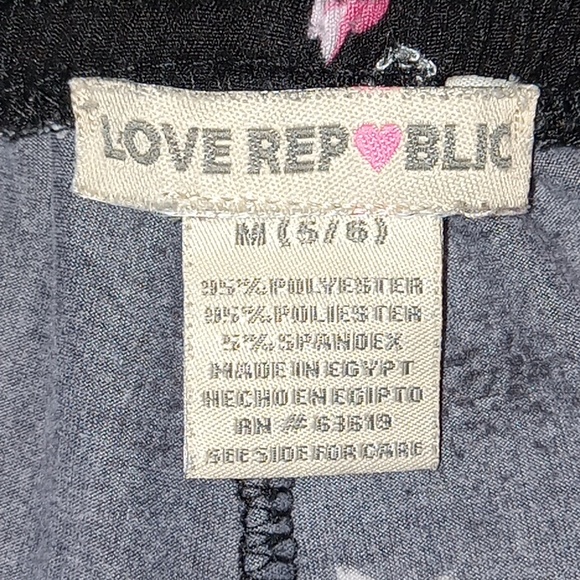 LOVE REP♥BLIC
M (5/6)
95% POLYESTER
95% POLIESTER
5% SPANDEX
MADE IN EGYPT
HECHO EN EGIPTO
RN # 63619
SEE SIDE FOR CARE